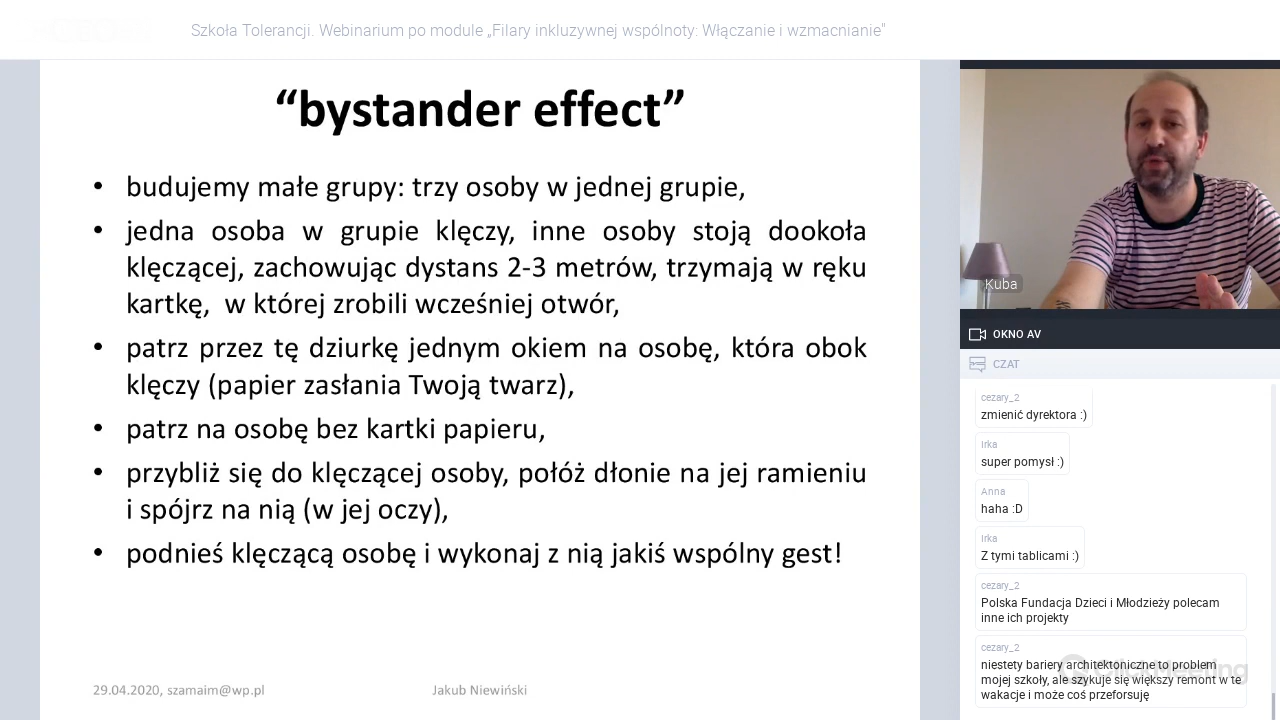 Szkoła Tolerancji. Webinarium po module „Filary inkluzywnej wspólnoty: Włączanie i wzmacnianie"
“bystander effect”
• budujemy małe grupy: trzy osoby w jednej grupie,
• jedna osoba w grupie klęczy, inne osoby stoją dookoła
klęczącej, zachowując dystans 2-3 metrów, trzymają w ręku
kartkę, w której zrobili wcześniej otwór,
• patrz przez tę dziurkę jednym okiem na osobę, która obok
klęczy (papier zasłania Twoją twarz),
• patrz na osobę bez kartki papieru,
• przybliż się do klęczącej osoby, połóż dłonie na jej ramieniu
i spójrz na nią (w jej oczy),
• podnieś klęczącą osobę i wykonaj z nią jakiś wspólny gest!
29.04.2020, szamaim@wp.pl
Jakub Niewiński
Kuba
OKNO AV
CZAT
cezary_2
zmienić dyrektora :)
Irka
super pomysł :)
Anna
haha :D
Irka
Z tymi tablicami :)
cezary_2
Polska Fundacja Dzieci i Młodzieży polecam
inne ich projekty
cezary_2
niestety bariery architektoniczne to problem
mojej szkoły, ale szykuje się większy remont w te
wakacje i może coś przeforsuję